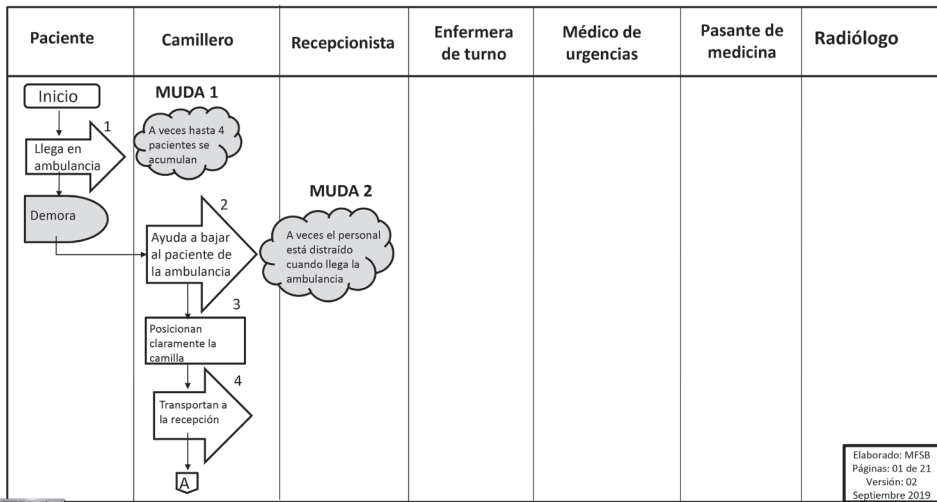 Paciente
Camillero
Recepcionista
Enfermera
de turno
Médico de
urgencias
Pasante de
medicina
Radiólogo
Inicio
MUDA 1
1
Llega en
ambulancia
A veces hasta 4
pacientes se
acumulan
Demora
MUDA 2
2
Ayuda a bajar
al paciente de
la ambulancia
A veces el personal
está distraído
cuando llega la
ambulancia
3
Posicionan
claramente la
camilla
4
Transportan a
la recepción
A
Elaborado: MFSB
Páginas: 01 de 21
Versión: 02
Septiembre 2019